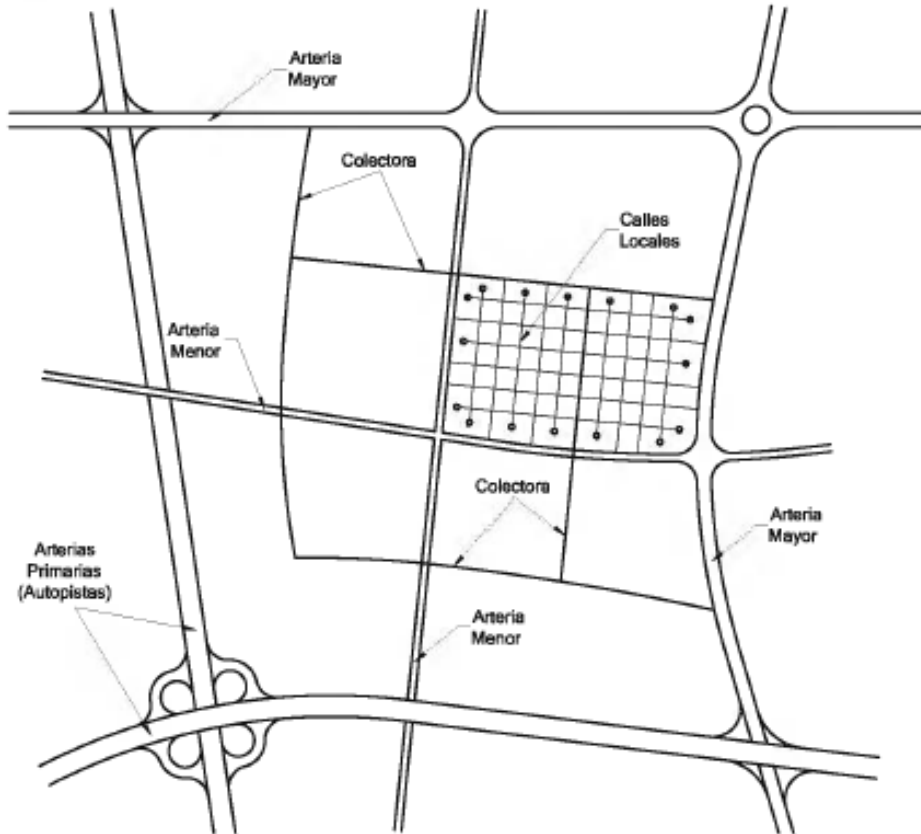 Arteria
Mayor
Colectora
Calles
Locales
Arteria
Menor
Colectora
Arteria
Mayor
Arterias
Primarias
(Autopistas)
Arteria
Menor